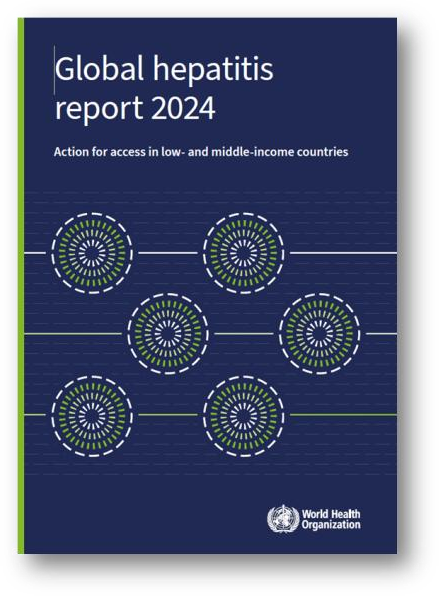 Global hepatitis
report 2024
Action for access in low- and middle-income countries
World Health
Organization